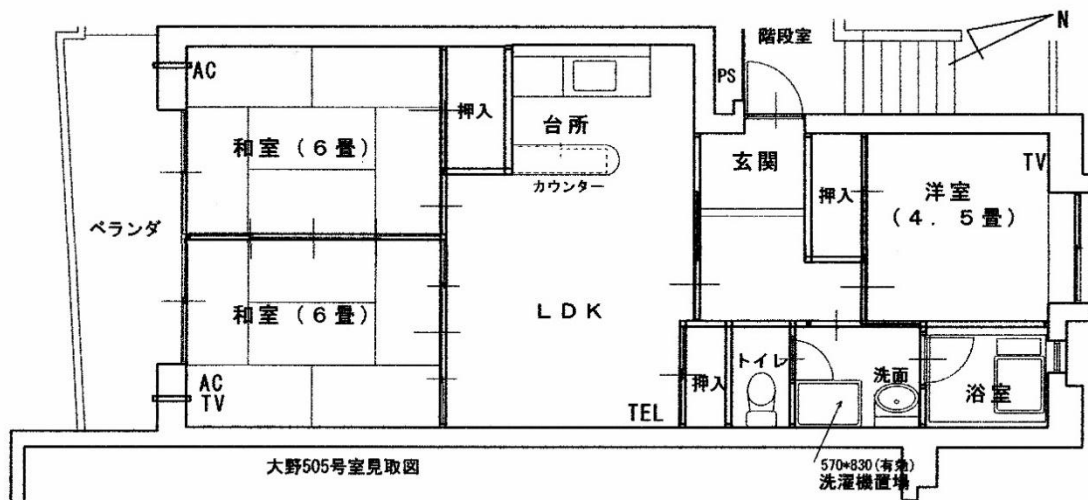 N
階段室
PS
AC
押入
台所
和室（６畳）
カウンター
玄関
押入
TV
洋室
（４．５畳）
ベランダ
和室（６畳）
ＬＤＫ
AC
TV
TEL
押入
トイレ
洗面
浴室
大野505号室見取図
570*830(有効)
洗濯機置場